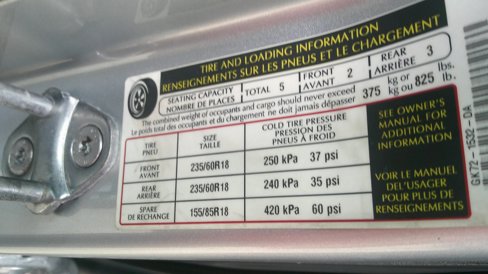 TIRE AND LOADING INFORMATION
RENSEIGNEMENTS SUR LES PNEUS ET LE CHARGEMENT
SEATING CAPACITY
NOMBRE DE PLACES
TOTAL 5
FRONT
AVANT 2
REAR
ARRIÈRE 3
The combined weight of occupants and cargo should never exceed
Le poids total des occupants et du chargement ne doit jamais dépasser
375 kg or 825 lbs.
kg ou lb.
TIRE
PNEU
SIZE
TAILLE
COLD TIRE PRESSURE
PRESSION DES
PNEUS À FROID
FRONT
AVANT
235/60R18
250 kPa 37 psi
REAR
ARRIÈRE
235/60R18
240 kPa 35 psi
SPARE
DE RECHANGE
155/85R18
420 kPa 60 psi
SEE OWNER'S
MANUAL FOR
ADDITIONAL
INFORMATION
VOIR LE MANUEL
DE L'USAGER
POUR PLUS DE
RENSEIGNEMENTS
GK72 - 1532 - DA